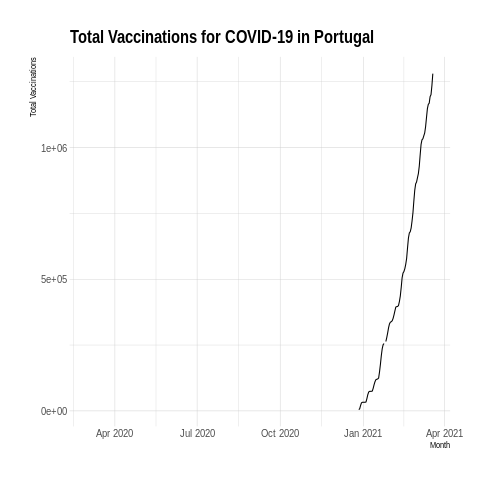 Total Vaccinations for COVID-19 in Portugal
Total Vaccinations
1e+06
5e+05
0e+00
Apr 2020 Jul 2020 Oct 2020 Jan 2021 Apr 2021
Month